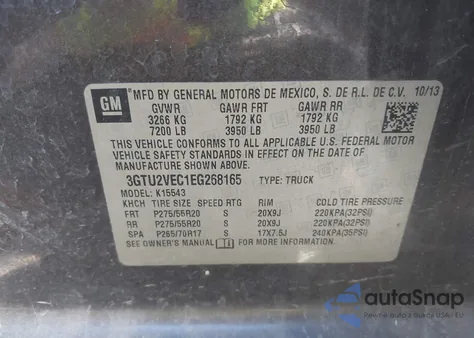 GM
MFD BY GENERAL MOTORS DE MEXICO, S. DE R.L. DE C.V. 10/13
GVWR GAWR FRT GAWR RR
3266 KG 1792 KG 1792 KG
7200 LB 3950 LB 3950 LB
THIS VEHICLE CONFORMS TO ALL APPLICABLE U.S. FEDERAL MOTOR
VEHICLE SAFETY, BUMPER, AND THEFT PREVENTION STANDARDS IN
EFFECT ON THE DATE OF MANUFACTURE SHOWN ABOVE.
3GTU2VEC1EG268165 TYPE: TRUCK
MODEL: K15543
KHCH TIRE SIZE SPEED RTG RIM COLD TIRE PRESSURE
FRT P275/55R20 S 20X9J 220KPA(32PSI)
RR P275/55R20 S 20X9J 220KPA(32PSI)
SPA P265/70R17 S 17X7.5J 240KPA(35PSI)
SEE OWNER'S MANUAL FOR MORE INFORMATION.
autoSnap